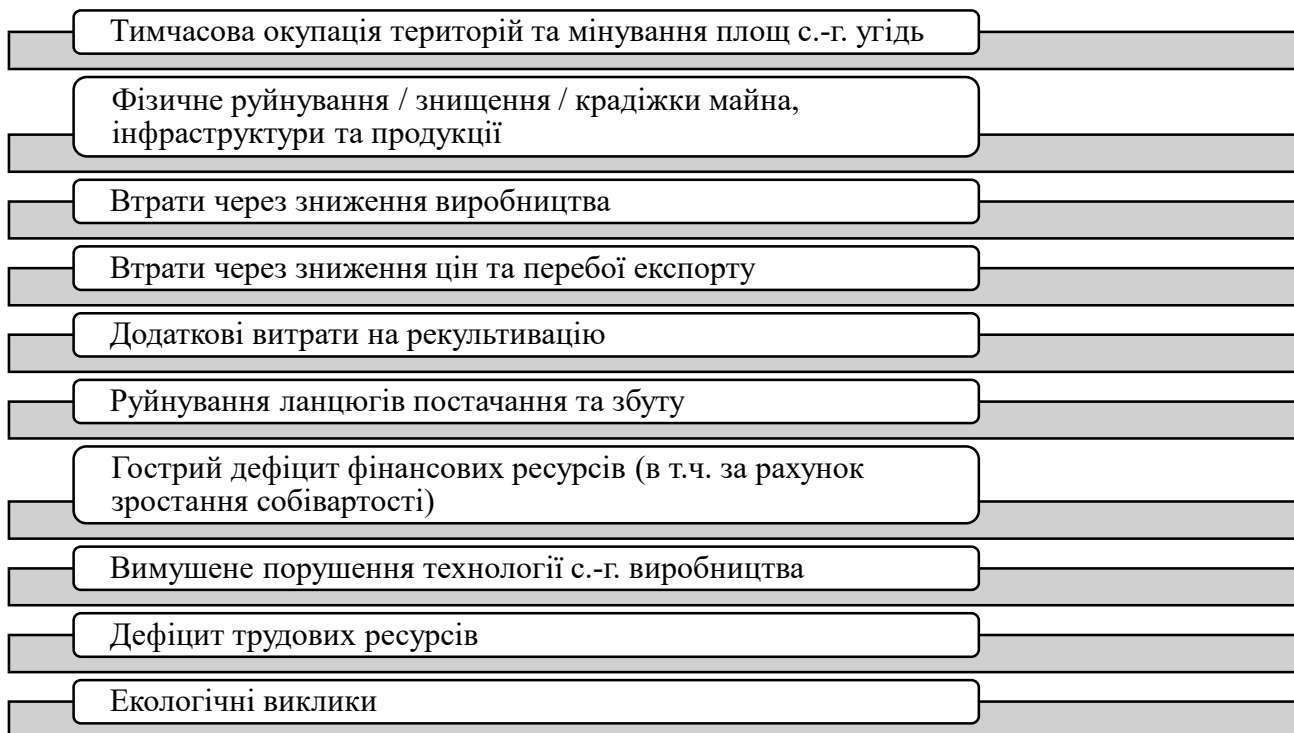 Тимчасова окупація територій та мінування площ с.-г. угідь
Фізичне руйнування / знищення / крадіжки майна,
інфраструктури та продукції
Втрати через зниження виробництва
Втрати через зниження цін та перебої експорту
Додаткові витрати на рекультивацію
Руйнування ланцюгів постачання та збуту
Гострий дефіцит фінансових ресурсів (в т.ч. за рахунок
зростання собівартості)
Вимушене порушення технології с.-г. виробництва
Дефіцит трудових ресурсів
Екологічні виклики